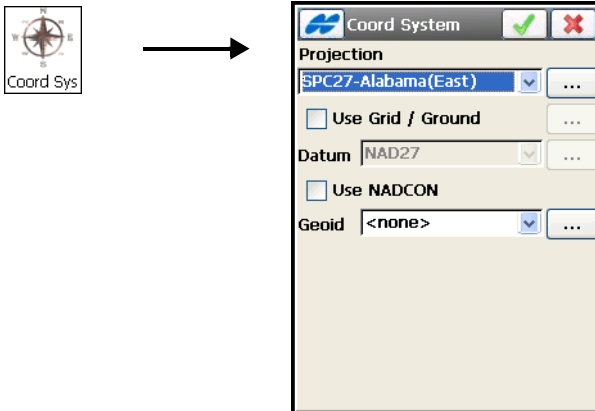 N
W
E
S
Coord Sys
Coord System
Projection
SPC27-Alabama(East)
...
Use Grid / Ground
...
Datum NAD27
...
Use NADCON
Geoid <none>
...